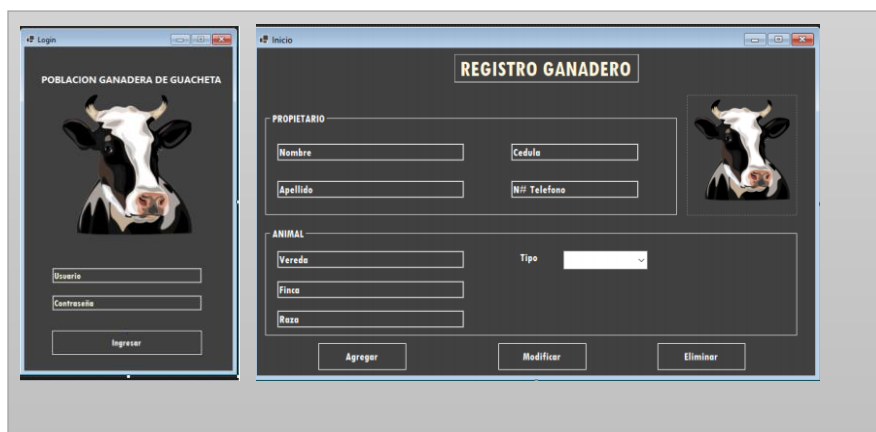 Login
POBLACION GANADERA DE GUACHETA
Usuario
Contraseña
Ingresar
Inicio
REGISTRO GANADERO
PROPIETARIO
Nombre
Cedula
Apellido
N# Telefono
ANIMAL
Vereda
Tipo
Finca
Raza
Agregar
Modificar
Eliminar